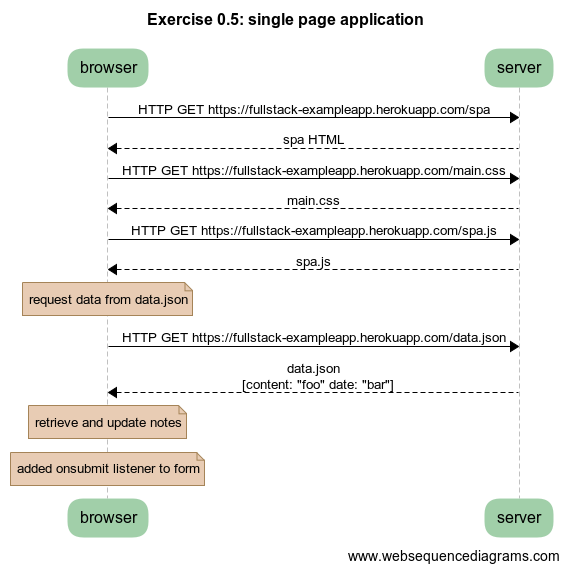 Exercise 0.5: single page application
browser
server
HTTP GET https://fullstack-exampleapp.herokuapp.com/spa
spa HTML
HTTP GET https://fullstack-exampleapp.herokuapp.com/main.css
main.css
HTTP GET https://fullstack-exampleapp.herokuapp.com/spa.js
spa.js
request data from data.json
HTTP GET https://fullstack-exampleapp.herokuapp.com/data.json
data.json
[content: "foo" date: "bar"]
retrieve and update notes
added onsubmit listener to form
browser
server
www.websequencediagrams.com